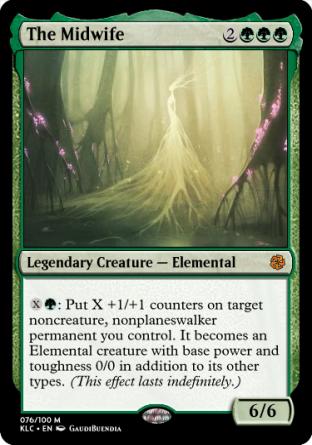 The Midwife 2
Legendary Creature — Elemental
X : Put X +1/+1 counters on target
noncreature, nonplaneswalker
permanent you control. It becomes an
Elemental creature with base power and
toughness 0/0 in addition to its other
types. (This effect lasts indefinitely.)
6/6
076/100 M
KLC • EN GaudiBuendia